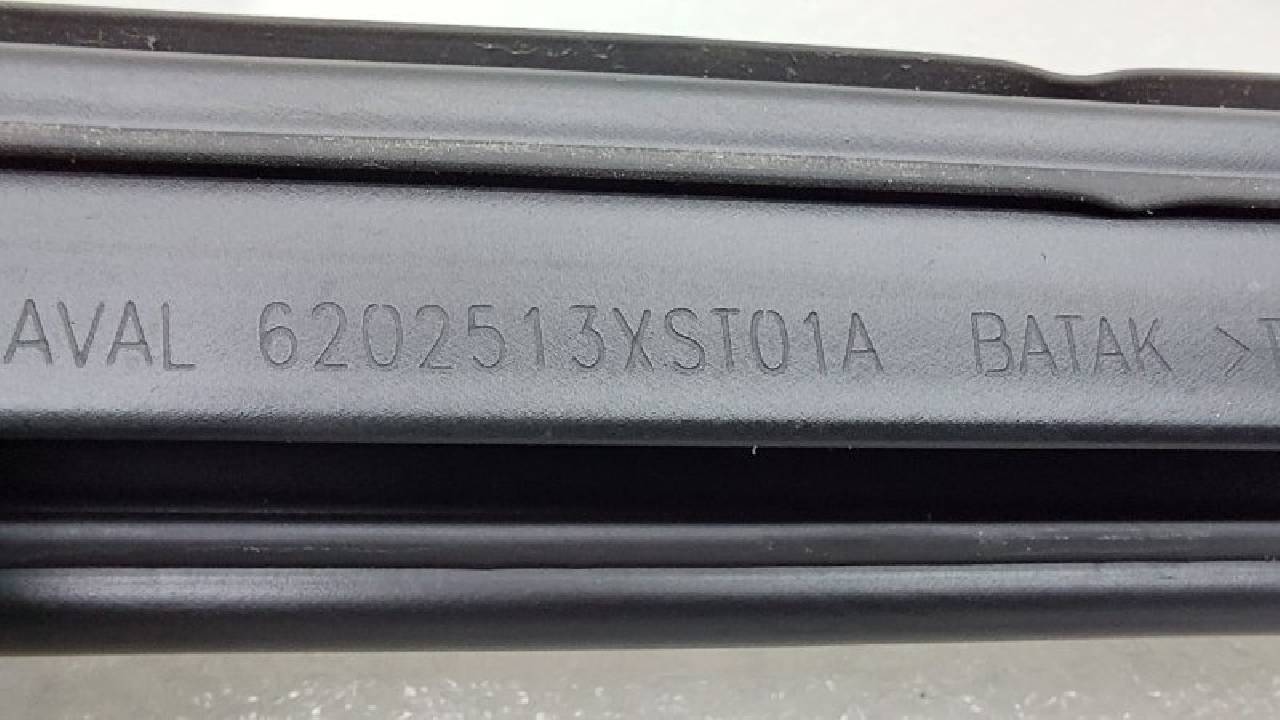 AVAL 6202513XST01A BATAK >